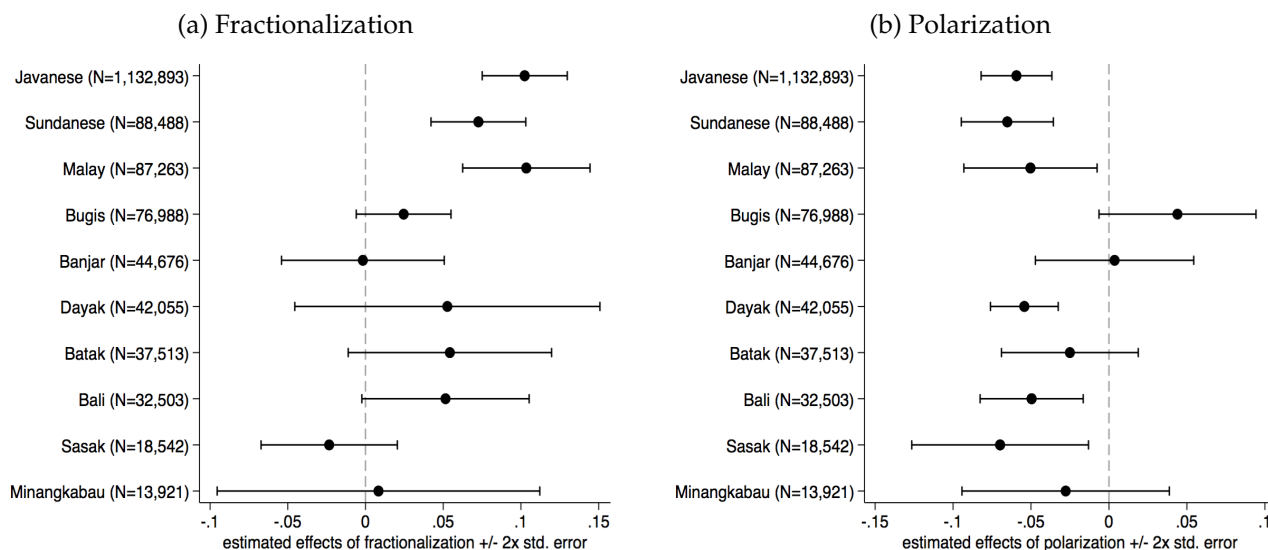 (a) Fractionalization
Javanese (N=1,132,893)
Sundanese (N=88,488)
Malay (N=87,263)
Bugis (N=76,988)
Banjar (N=44,676)
Dayak (N=42,055)
Batak (N=37,513)
Bali (N=32,503)
Sasak (N=18,542)
Minangkabau (N=13,921)
-.1 -.05 0 .05 .1 .15
estimated effects of fractionalization +/- 2x std. error
(b) Polarization
Javanese (N=1,132,893)
Sundanese (N=88,488)
Malay (N=87,263)
Bugis (N=76,988)
Banjar (N=44,676)
Dayak (N=42,055)
Batak (N=37,513)
Bali (N=32,503)
Sasak (N=18,542)
Minangkabau (N=13,921)
-.15 -.1 -.05 0 .05 .1
estimated effects of polarization +/- 2x std. error